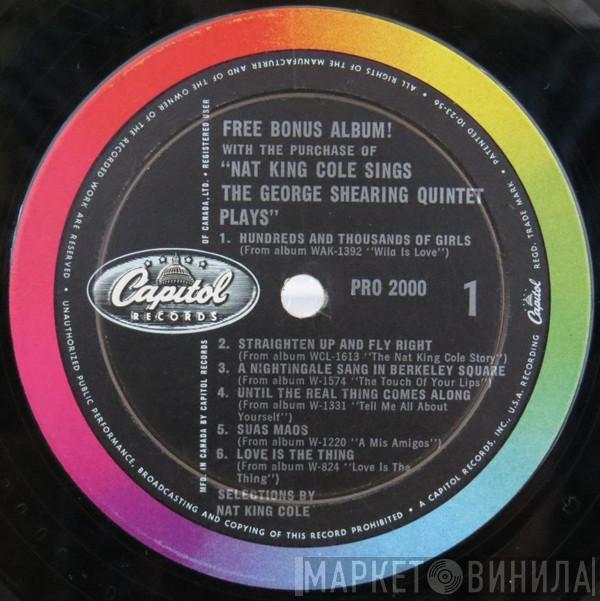 FREE BONUS ALBUM!
WITH THE PURCHASE OF
"NAT KING COLE SINGS
THE GEORGE SHEARING QUINTET
PLAYS"
1. HUNDREDS AND THOUSANDS OF GIRLS
(From album WAK-1392 "Wild Is Love")
Capitol
RECORDS
PRO 2000
1
2. STRAIGHTEN UP AND FLY RIGHT
(From album WCL-1613 "The Nat King Cole Story")
3. A NIGHTINGALE SANG IN BERKELEY SQUARE
(From album W-1574 "The Touch Of Your Lips")
4. UNTIL THE REAL THING COMES ALONG
(From album W-1331 "Tell Me All About
Yourself")
5. SUAS MAOS
(From album W-1220 "A Mis Amigos")
6. LOVE IS THE THING
(From album W-824 "Love Is The
Thing")
SELECTIONS BY
NAT KING COLE
MFD. IN CANADA BY CAPITOL RECORDS
OF CANADA, LTD. • REGISTERED USER
ALL RIGHTS OF THE MANUFACTURER AND OF THE OWNER OF THE RECORDED WORK ARE RESERVED • UNAUTHORIZED PUBLIC PERFORMANCE, BROADCASTING AND COPYING OF THIS RECORD PROHIBITED • A CAPITOL RECORDS, INC., U.S.A. RECORDING
Capitol
REGD. TRADE MARK • PATENTED 10-23-56 •
МАРКЕТ ВИНИЛА